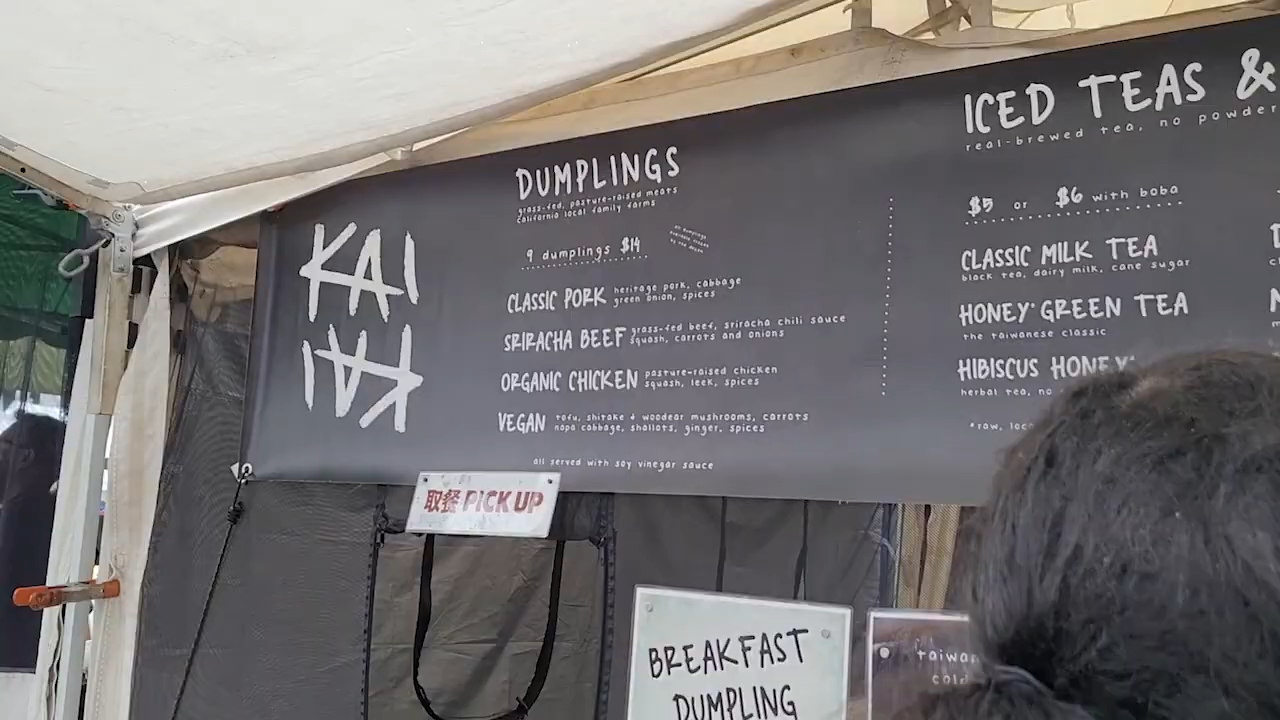 KAI
KAI
DUMPLINGS
grass-fed, pasture-raised meats
california local family farms
9 dumplings $14
CLASSIC PORK heritage pork, cabbage
green onion, spices
SRIRACHA BEEF grass-fed beef, sriracha chili sauce
squash, carrots and onions
ORGANIC CHICKEN pasture-raised chicken
squash, leek, spices
VEGAN tofu, shitake + woodear mushrooms, carrots
napa cabbage, shallots, ginger, spices
all served with soy vinegar sauce
ICED TEAS &
real-brewed tea, no powder
$5 or $6 with boba
CLASSIC MILK TEA
black tea, dairy milk, cane sugar
HONEY* GREEN TEA
the taiwanese classic
HIBISCUS HONEY*
herbal tea, no
*raw,
取餐 PICK UP
BREAKFAST
DUMPLING